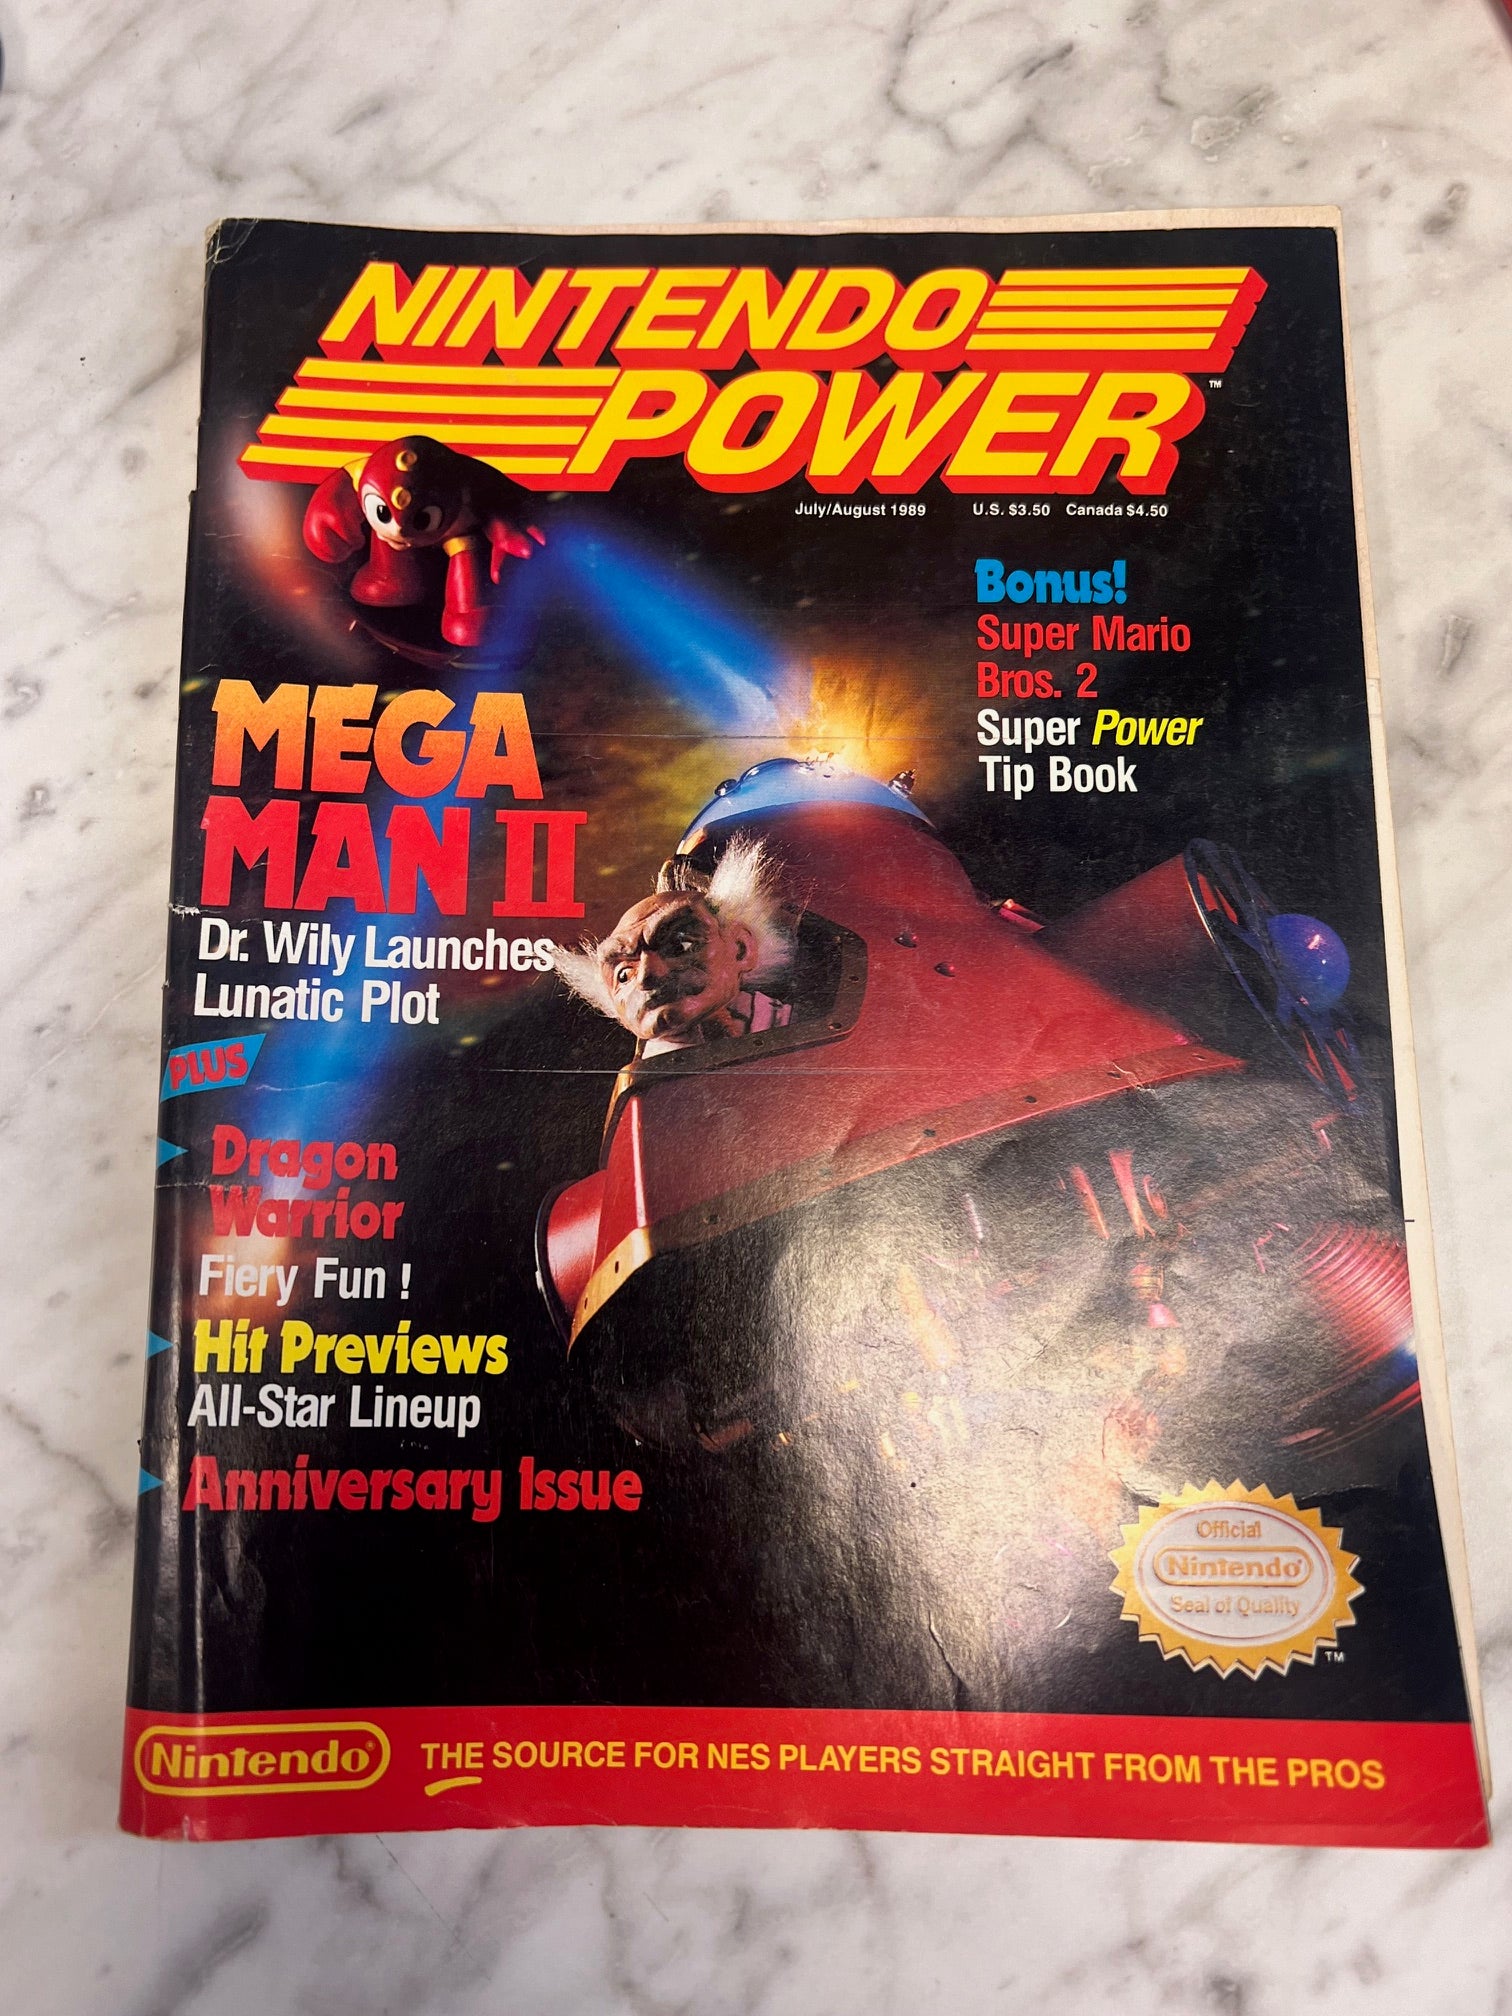 NINTENDO
POWER™
July/August 1989 U.S. $3.50 Canada $4.50
Bonus!
Super Mario
Bros. 2
Super Power
Tip Book
MEGA
MAN II
Dr. Wily Launches
Lunatic Plot
PLUS
Dragon
Warrior
Fiery Fun !
Hit Previews
All-Star Lineup
Anniversary Issue
Official
Nintendo®
Seal of Quality
TM
Nintendo® THE SOURCE FOR NES PLAYERS STRAIGHT FROM THE PROS